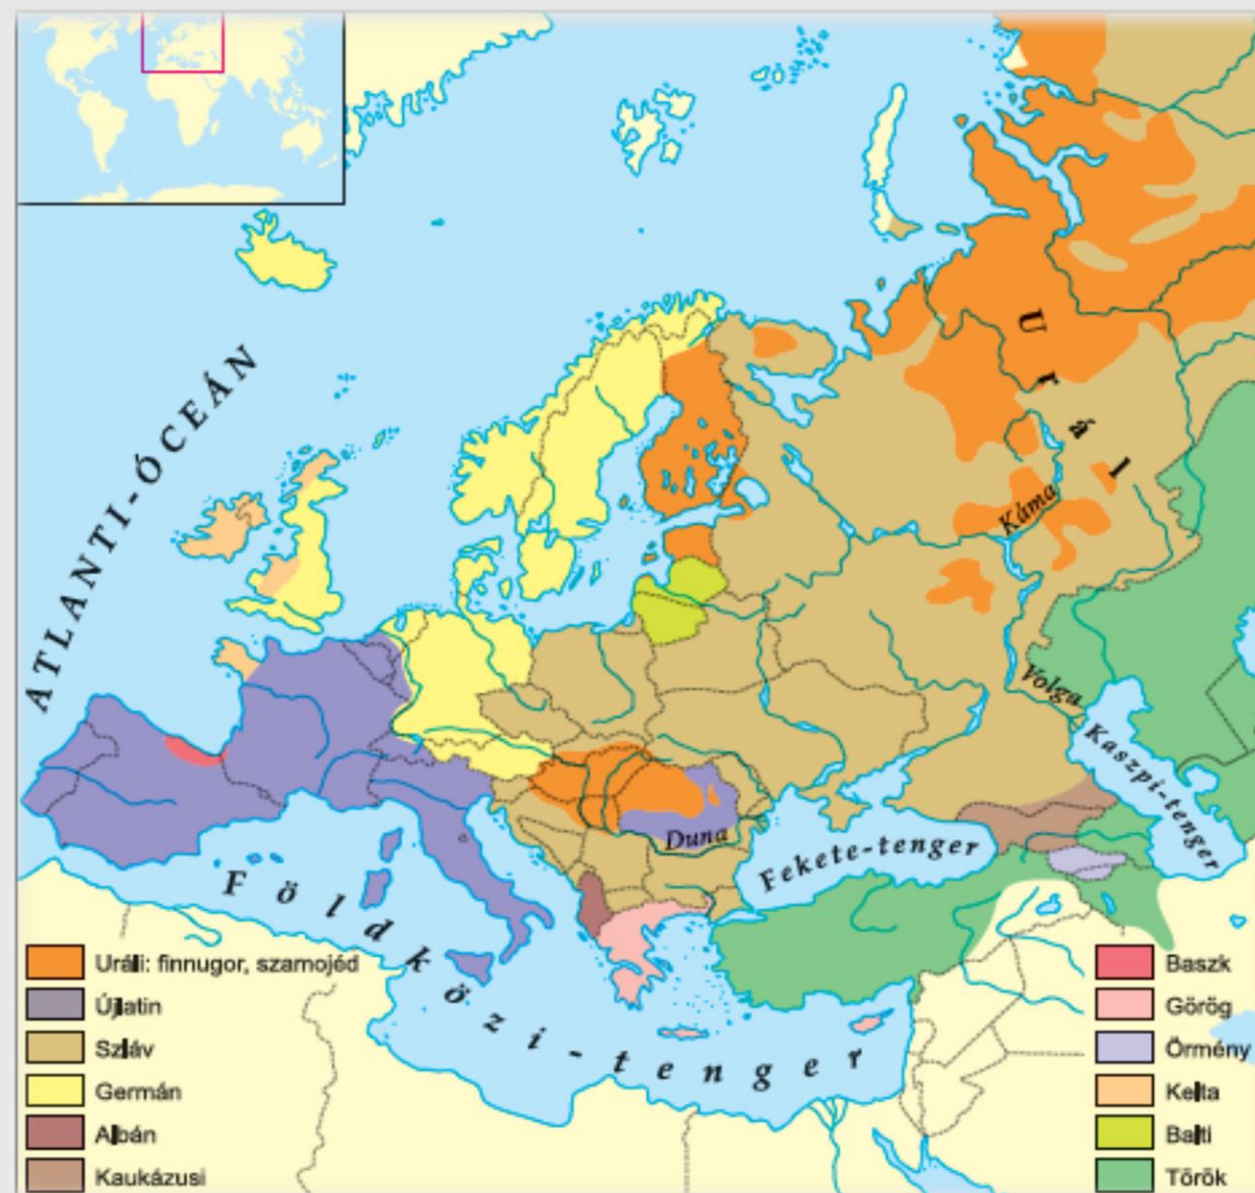 ATLANTI-ÓCEÁN
Urál
Káma
Volga
Kaszpi-tenger
Duna
Fekete-tenger
Földközi-tenger
Uráli: finnugor, szamojéd
Újlatin
Szláv
Germán
Albán
Kaukázusi
Baszk
Görög
Örmény
Kelta
Balti
Török